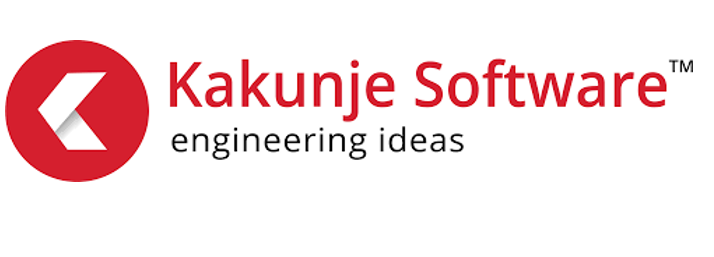 Kakunje Software™
engineering ideas